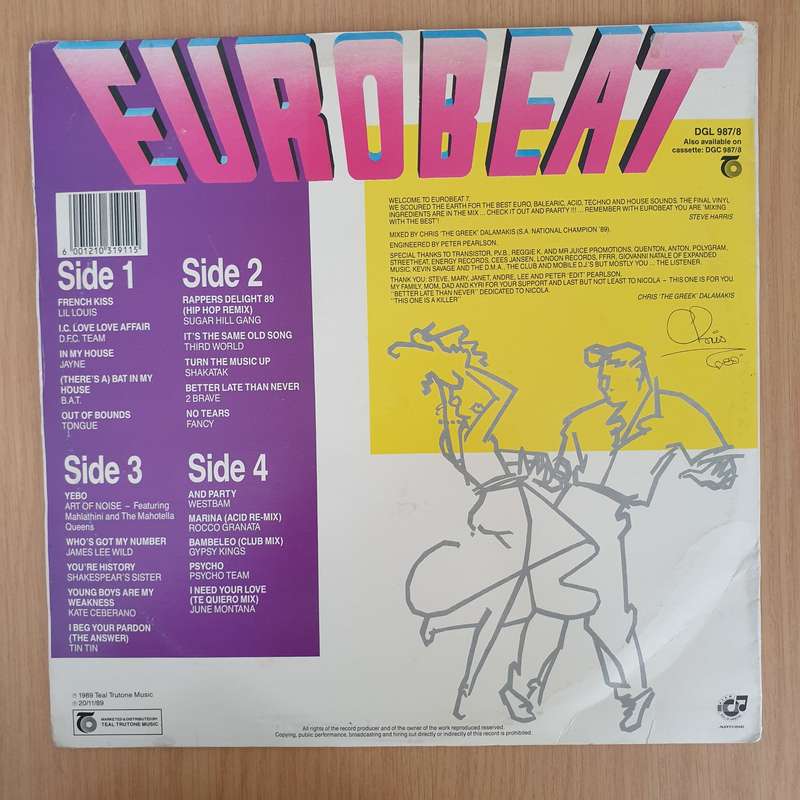 EUROBEAT
DGL 987/8
Also available on
cassette: DGC 987/8
WELCOME TO EUROBEAT 7.
WE SCOURED THE EARTH FOR THE BEST EURO, BALEARIC, ACID, TECHNO AND HOUSE SOUNDS. THE FINAL VINYL
INGREDIENTS ARE IN THE MIX ... CHECK IT OUT AND PAARTY !!! ... REMEMBER WITH EUROBEAT YOU ARE 'MIXING
WITH THE BEST'!
STEVE HARRIS
MIXED BY CHRIS 'THE GREEK' DALAMAKIS (S.A. NATIONAL CHAMPION '89).
ENGINEERED BY PETER PEARLSON.
SPECIAL THANKS TO TRANSISTOR, P.V.B. REGGIE K, AND MR JUICE PROMOTIONS, QUENTON, ANTON, POLYGRAM,
STREETHEAT, ENERGY RECORDS, CEES JANSEN, LONDON RECORDS, FFRR, GIOVANNI NATALE OF EXPANDED
MUSIC, KEVIN SAVAGE AND THE D.M.A., THE CLUB AND MOBILE D.J.'S BUT MOSTLY YOU ... THE LISTENER.
THANK YOU: STEVE, MARY, JANET, ANDRE, LEE AND PETER 'EDIT' PEARLSON.
MY FAMILY, MOM, DAD AND KYRI FOR YOUR SUPPORT AND LAST BUT NOT LEAST TO NICOLA – THIS ONE IS FOR YOU.
"BETTER LATE THAN NEVER" DEDICATED TO NICOLA.
"THIS ONE IS A KILLER"
CHRIS 'THE GREEK' DALAMAKIS
6 001210 319115
Side 1
FRENCH KISS
LIL LOUIS
I.C. LOVE LOVE AFFAIR
D.F.C. TEAM
IN MY HOUSE
JAYNE
(THERE'S A) BAT IN MY
HOUSE
B.A.T.
OUT OF BOUNDS
TONGUE
Side 2
RAPPERS DELIGHT 89
(HIP HOP REMIX)
SUGAR HILL GANG
IT'S THE SAME OLD SONG
THIRD WORLD
TURN THE MUSIC UP
SHAKATAK
BETTER LATE THAN NEVER
2 BRAVE
NO TEARS
FANCY
Side 3
YEBO
ART OF NOISE – Featuring
Mahlathini and The Mahotella
Queens
WHO'S GOT MY NUMBER
JAMES LEE WILD
YOU'RE HISTORY
SHAKESPEAR'S SISTER
YOUNG BOYS ARE MY
WEAKNESS
KATE CEBERANO
I BEG YOUR PARDON
(THE ANSWER)
TIN TIN
Side 4
AND PARTY
WESTBAM
MARINA (ACID RE-MIX)
ROCCO GRANATA
BAMBELEO (CLUB MIX)
GYPSY KINGS
PSYCHO
PSYCHO TEAM
I NEED YOUR LOVE
(TE QUIERO MIX)
JUNE MONTANA
℗ 1989 Teal Trutone Music
℗ 20/11/89
MARKETED & DISTRIBUTED BY
TEAL TRUTONE MUSIC
All rights of the record producer and of the owner of the work reproduced reserved.
Copying, public performance, broadcasting and hiring out directly or indirectly of this record is prohibited.